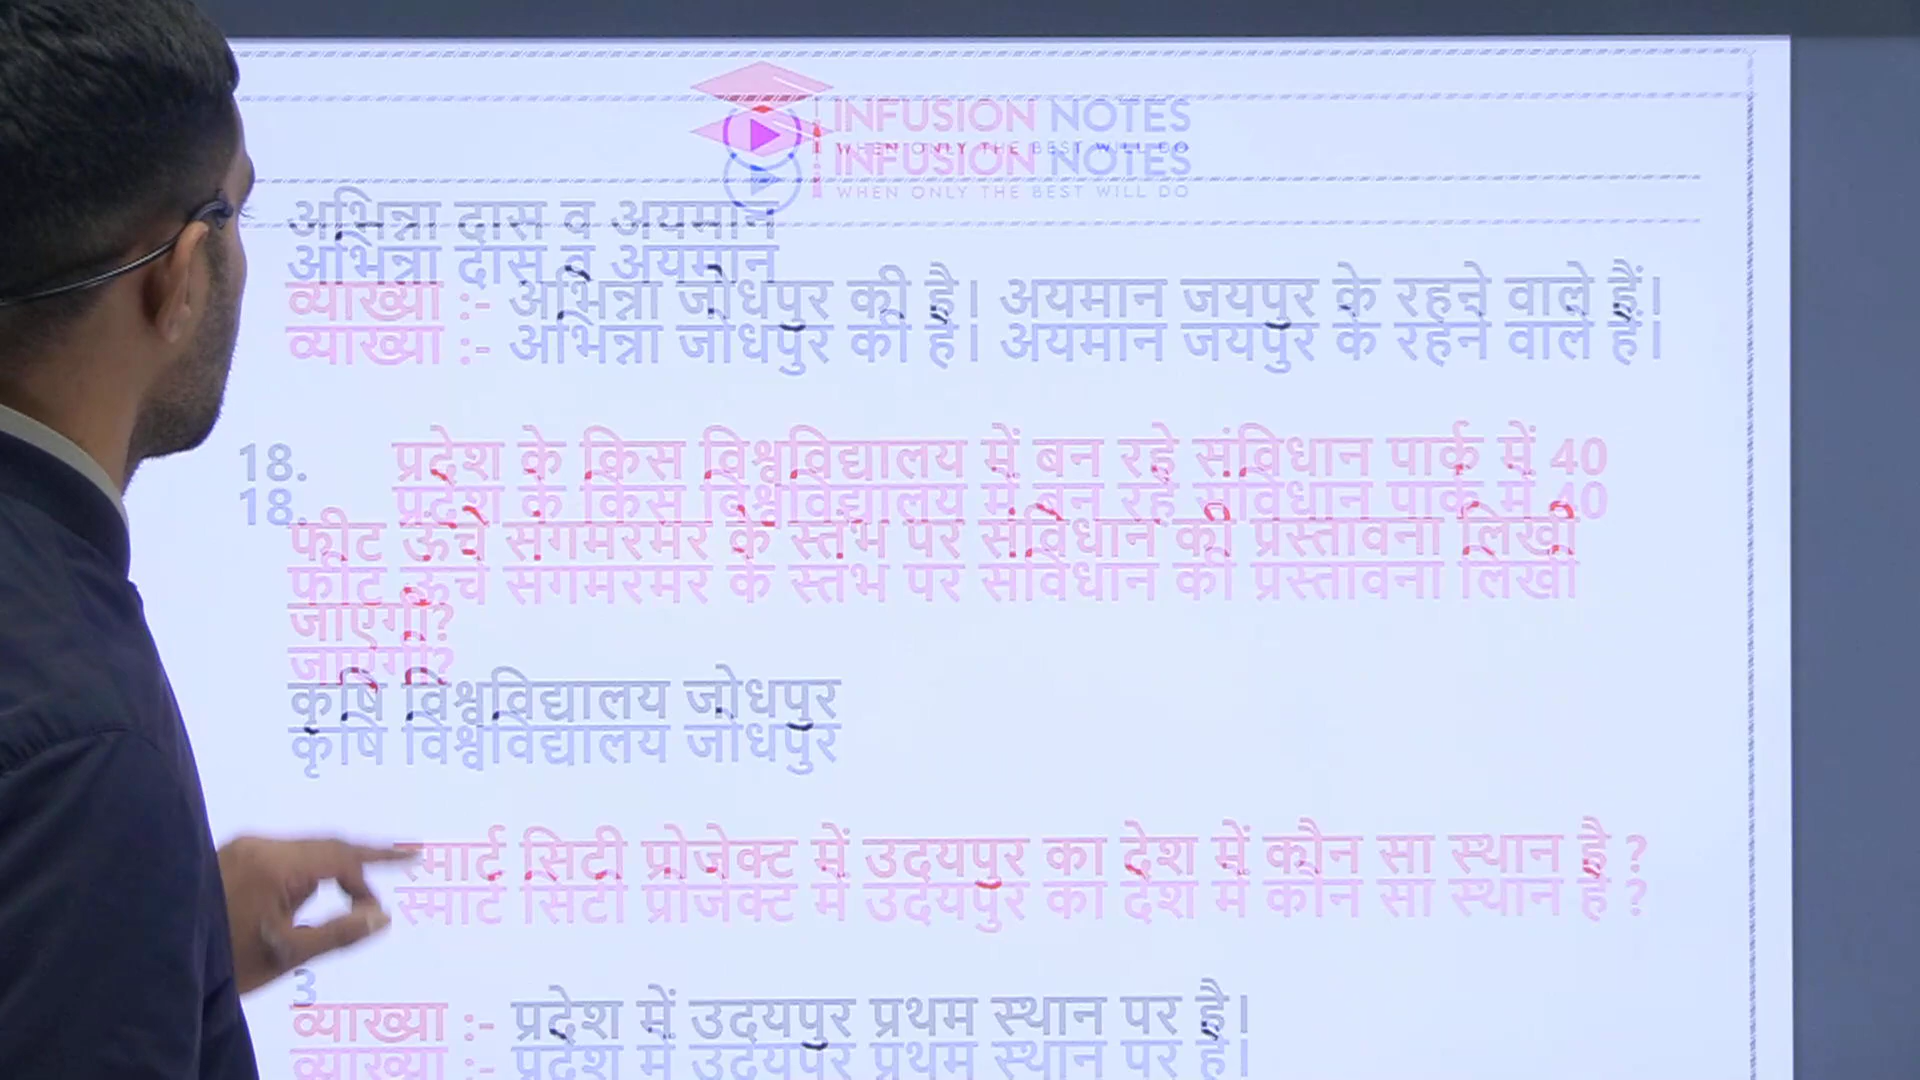 INFUSION NOTES
WHEN ONLY THE BEST WILL DO
अभिन्ना दास व अयमान
व्याख्या :- अभिन्ना जोधपुर की है। अयमान जयपुर के रहने वाले हैं।
18. प्रदेश के किस विश्वविद्यालय में बन रहे संविधान पार्क में 40
फीट ऊंचे संगमरमर के स्तंभ पर संविधान की प्रस्तावना लिखी
जाएगी?
कृषि विश्वविद्यालय जोधपुर
स्मार्ट सिटी प्रोजेक्ट में उदयपुर का देश में कौन सा स्थान है ?
3
व्याख्या :- प्रदेश में उदयपुर प्रथम स्थान पर है।